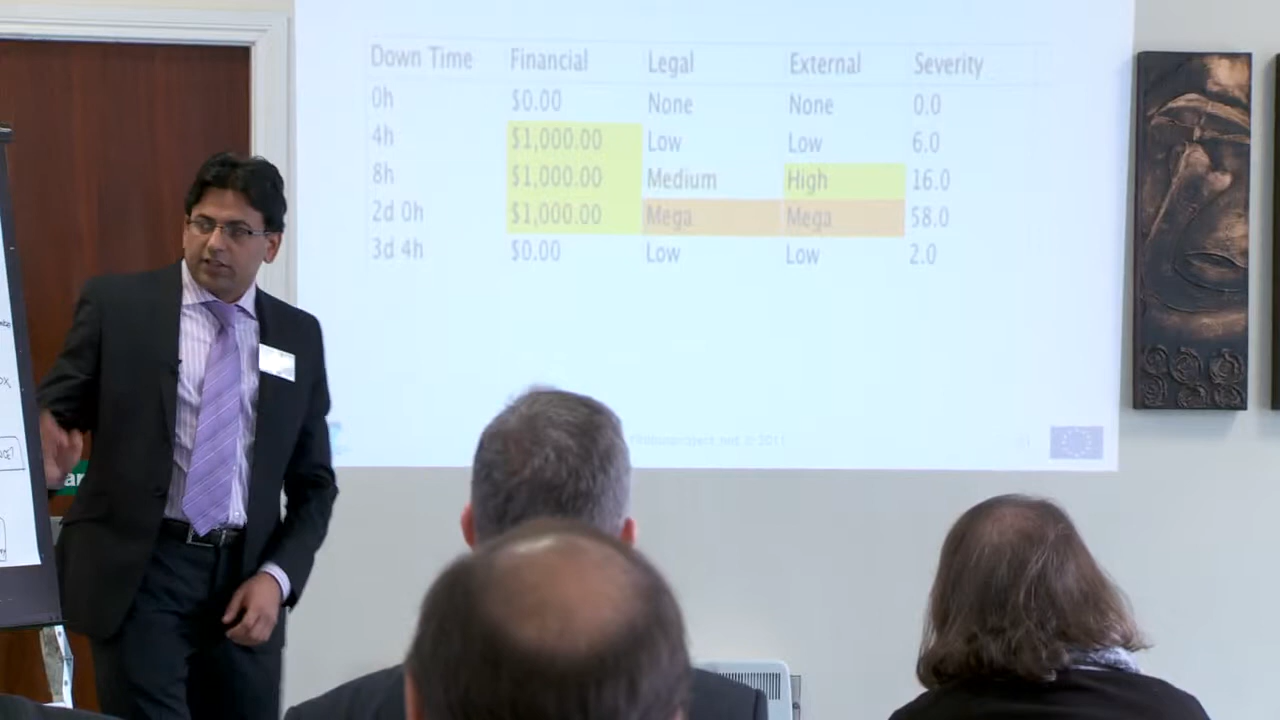 Down Time Financial Legal External Severity
0h $0.00 None None 0.0
4h $1,000.00 Low Low 6.0
8h $1,000.00 Medium High 16.0
2d 0h $1,000.00 Mega Mega 58.0
3d 4h $0.00 Low Low 2.0
© 2011